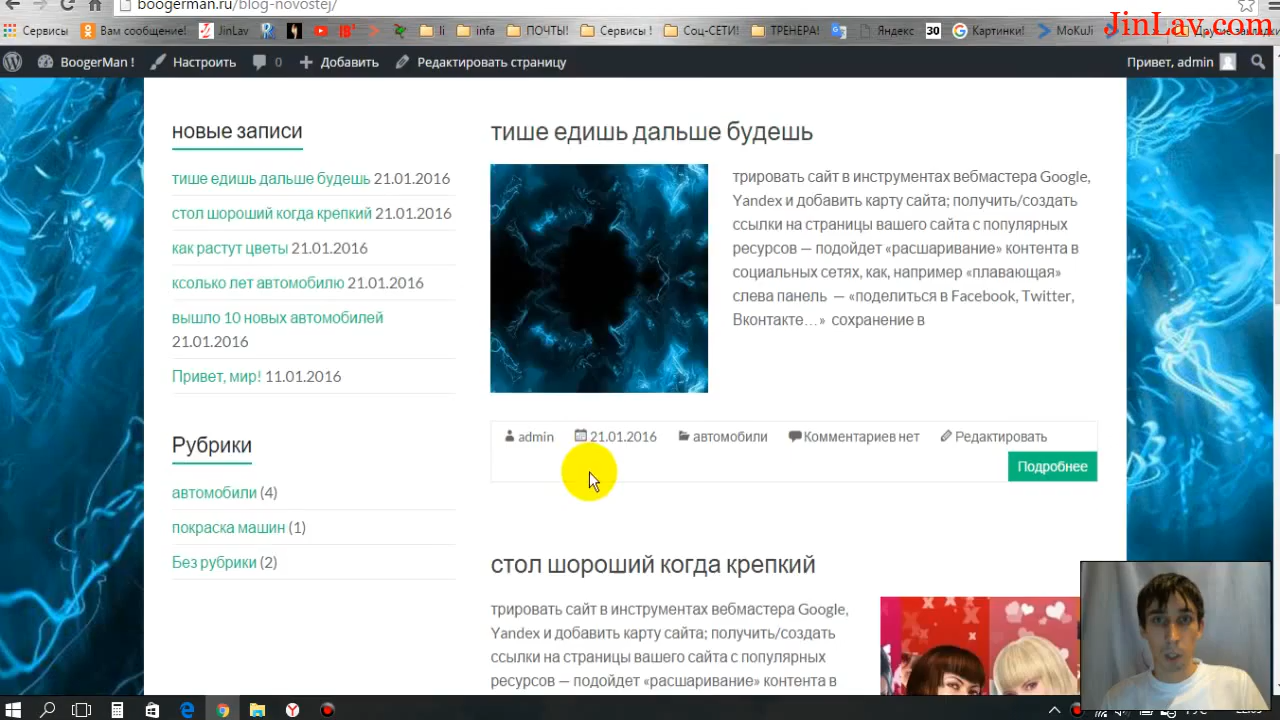 boogerman.ru/blog-novostej/
JinLav.com
Сервисы Вам сообщение! JinLav li infa ПОЧТЫ! Сервисы ! Соц-СЕТИ! ТРЕНЕРА! Яндекс 30 Картинки! MoKuJi Другие закладки
BoogerMan ! Настроить 0 Добавить Редактировать страницу Привет, admin
новые записи
тише едишь дальше будешь 21.01.2016
стол шороший когда крепкий 21.01.2016
как растут цветы 21.01.2016
ксколько лет автомобилю 21.01.2016
вышло 10 новых автомобилей
21.01.2016
Привет, мир! 11.01.2016
Рубрики
автомобили (4)
покраска машин (1)
Без рубрики (2)
тише едишь дальше будешь
трировать сайт в инструментах вебмастера Google,
Yandex и добавить карту сайта; получить/создать
ссылки на страницы вашего сайта с популярных
ресурсов — подойдет «расшаривание» контента в
социальных сетях, как, например «плавающая»
слева панель — «поделиться в Facebook, Twitter,
Вконтакте…» сохранение в
admin 21.01.2016 автомобили Комментариев нет Редактировать
Подробнее
стол шороший когда крепкий
трировать сайт в инструментах вебмастера Google,
Yandex и добавить карту сайта; получить/создать
ссылки на страницы вашего сайта с популярных
ресурсов — подойдет «расшаривание» контента в